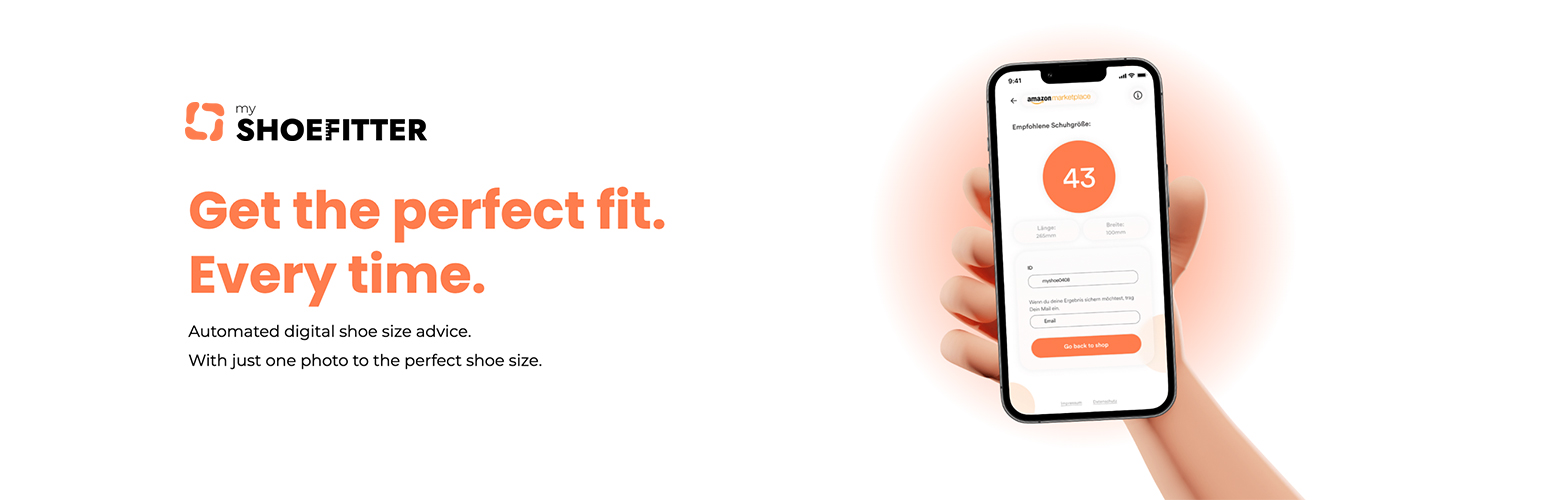 my
SHOEFITTER
Get the perfect fit.
Every time.
Automated digital shoe size advice.
With just one photo to the perfect shoe size.
9:41
amazon marketplace
Empfohlene Schuhgröße:
43
Länge:
265mm
Breite:
100mm
ID
myshoe0408
Wenn du deine Ergebnis sichern möchtest, trag
Dein Mail ein.
Email
Go back to shop
Datenschutz